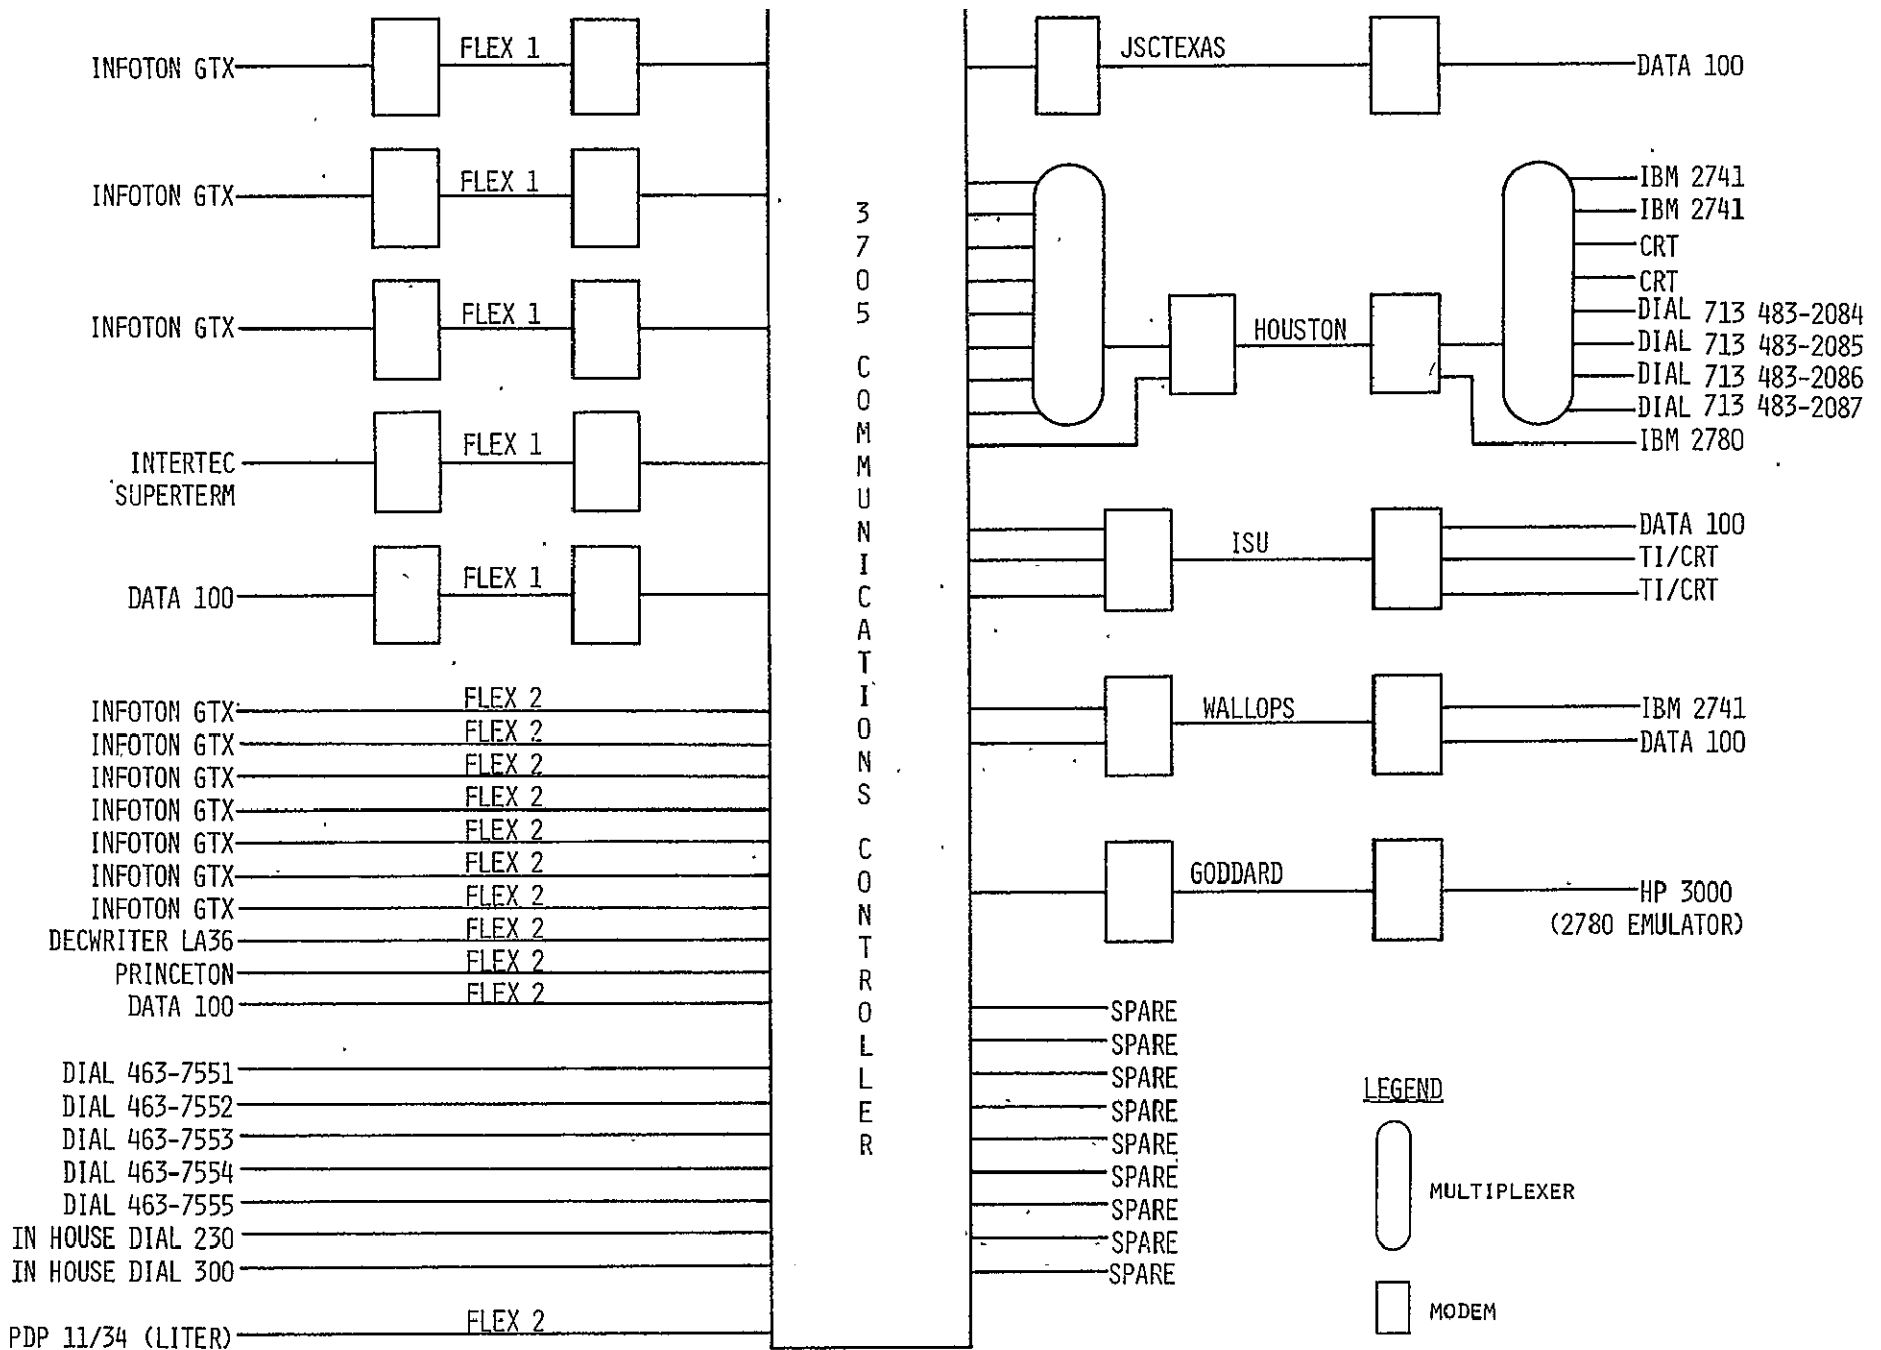 INFOTON GTX
FLEX 1
INFOTON GTX
FLEX 1
INFOTON GTX
FLEX 1
INTERTEC
SUPERTERM
FLEX 1
DATA 100
FLEX 1
INFOTON GTX
FLEX 2
INFOTON GTX
FLEX 2
INFOTON GTX
FLEX 2
INFOTON GTX
FLEX 2
INFOTON GTX
FLEX 2
INFOTON GTX
FLEX 2
INFOTON GTX
FLEX 2
DECWRITER LA36
FLEX 2
PRINCETON
FLEX 2
DATA 100
FLEX 2
DIAL 463-7551
DIAL 463-7552
DIAL 463-7553
DIAL 463-7554
DIAL 463-7555
IN HOUSE DIAL 230
IN HOUSE DIAL 300
PDP 11/34 (LITER)
FLEX 2
3705 COMMUNICATIONS CONTROLLER
JSCTEXAS
DATA 100
HOUSTON
IBM 2741
IBM 2741
CRT
CRT
DIAL 713 483-2084
DIAL 713 483-2085
DIAL 713 483-2086
DIAL 713 483-2087
IBM 2780
ISU
DATA 100
TI/CRT
TI/CRT
WALLOPS
IBM 2741
DATA 100
GODDARD
HP 3000
(2780 EMULATOR)
SPARE
SPARE
SPARE
SPARE
SPARE
SPARE
SPARE
SPARE
SPARE
LEGEND
MULTIPLEXER
MODEM